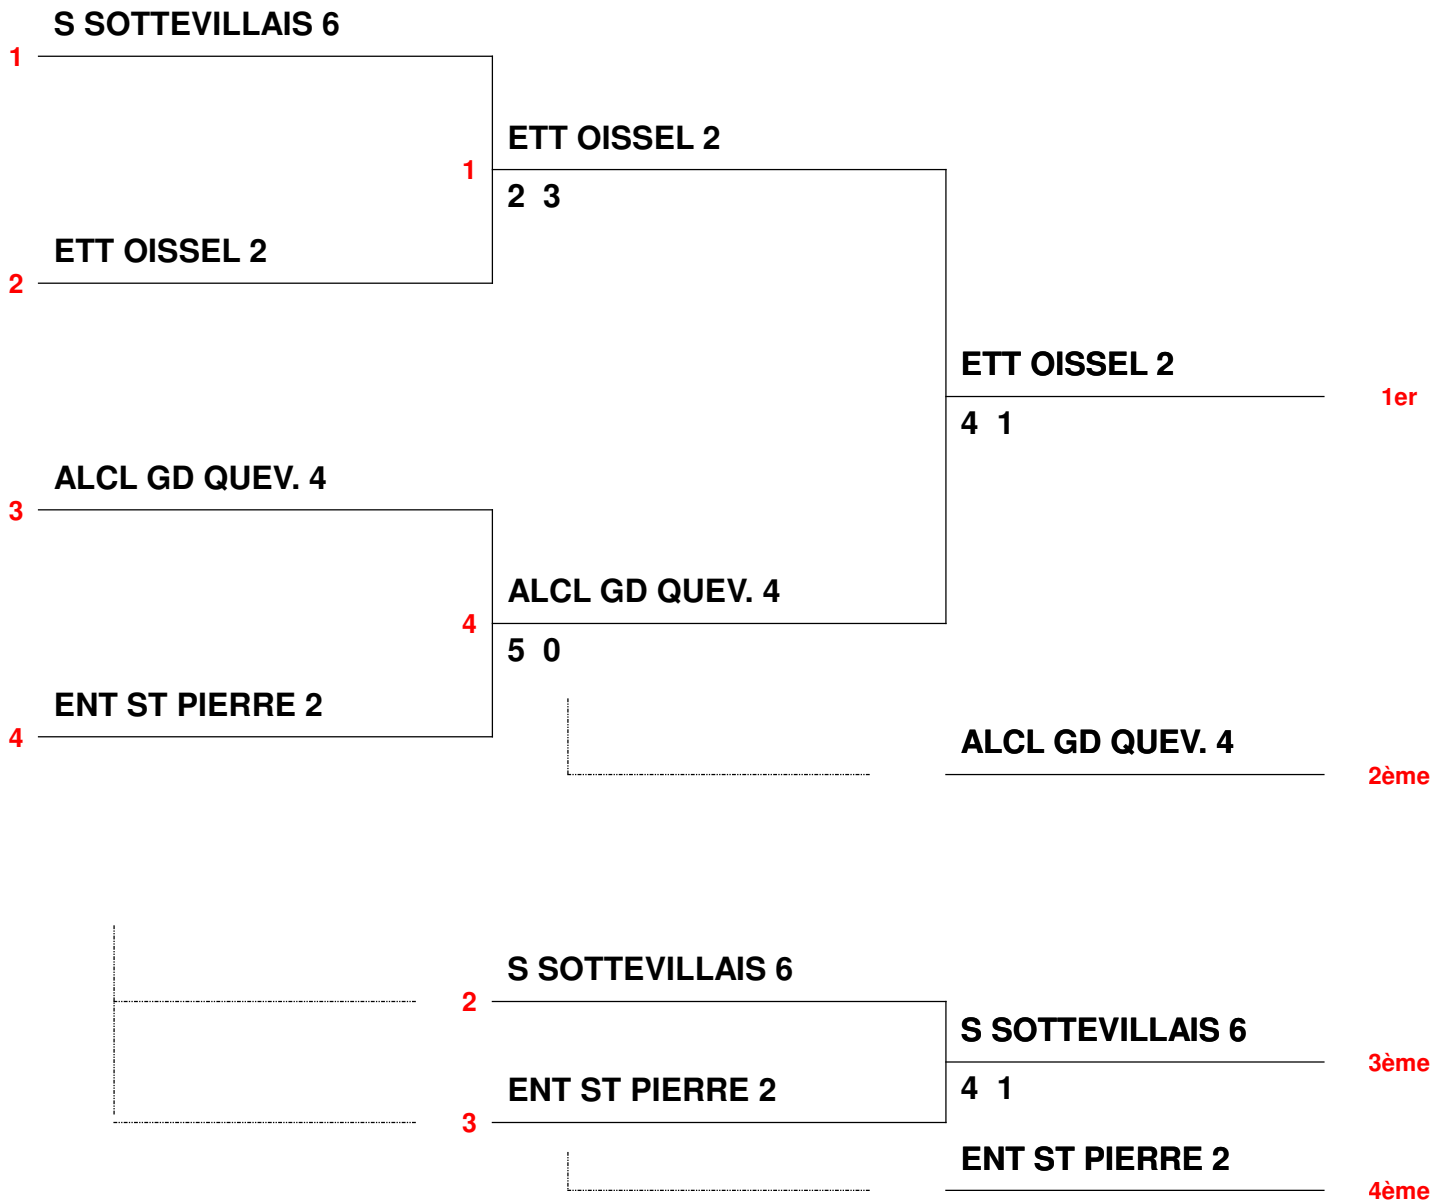 S SOTTEVILLAIS 6
1
ETT OISSEL 2
1
2 3
ETT OISSEL 2
2
ETT OISSEL 2
1er
4 1
ALCL GD QUEV. 4
3
ALCL GD QUEV. 4
4
5 0
ENT ST PIERRE 2
4
ALCL GD QUEV. 4
2ème
S SOTTEVILLAIS 6
2
S SOTTEVILLAIS 6
3ème
4 1
ENT ST PIERRE 2
3
ENT ST PIERRE 2
4ème